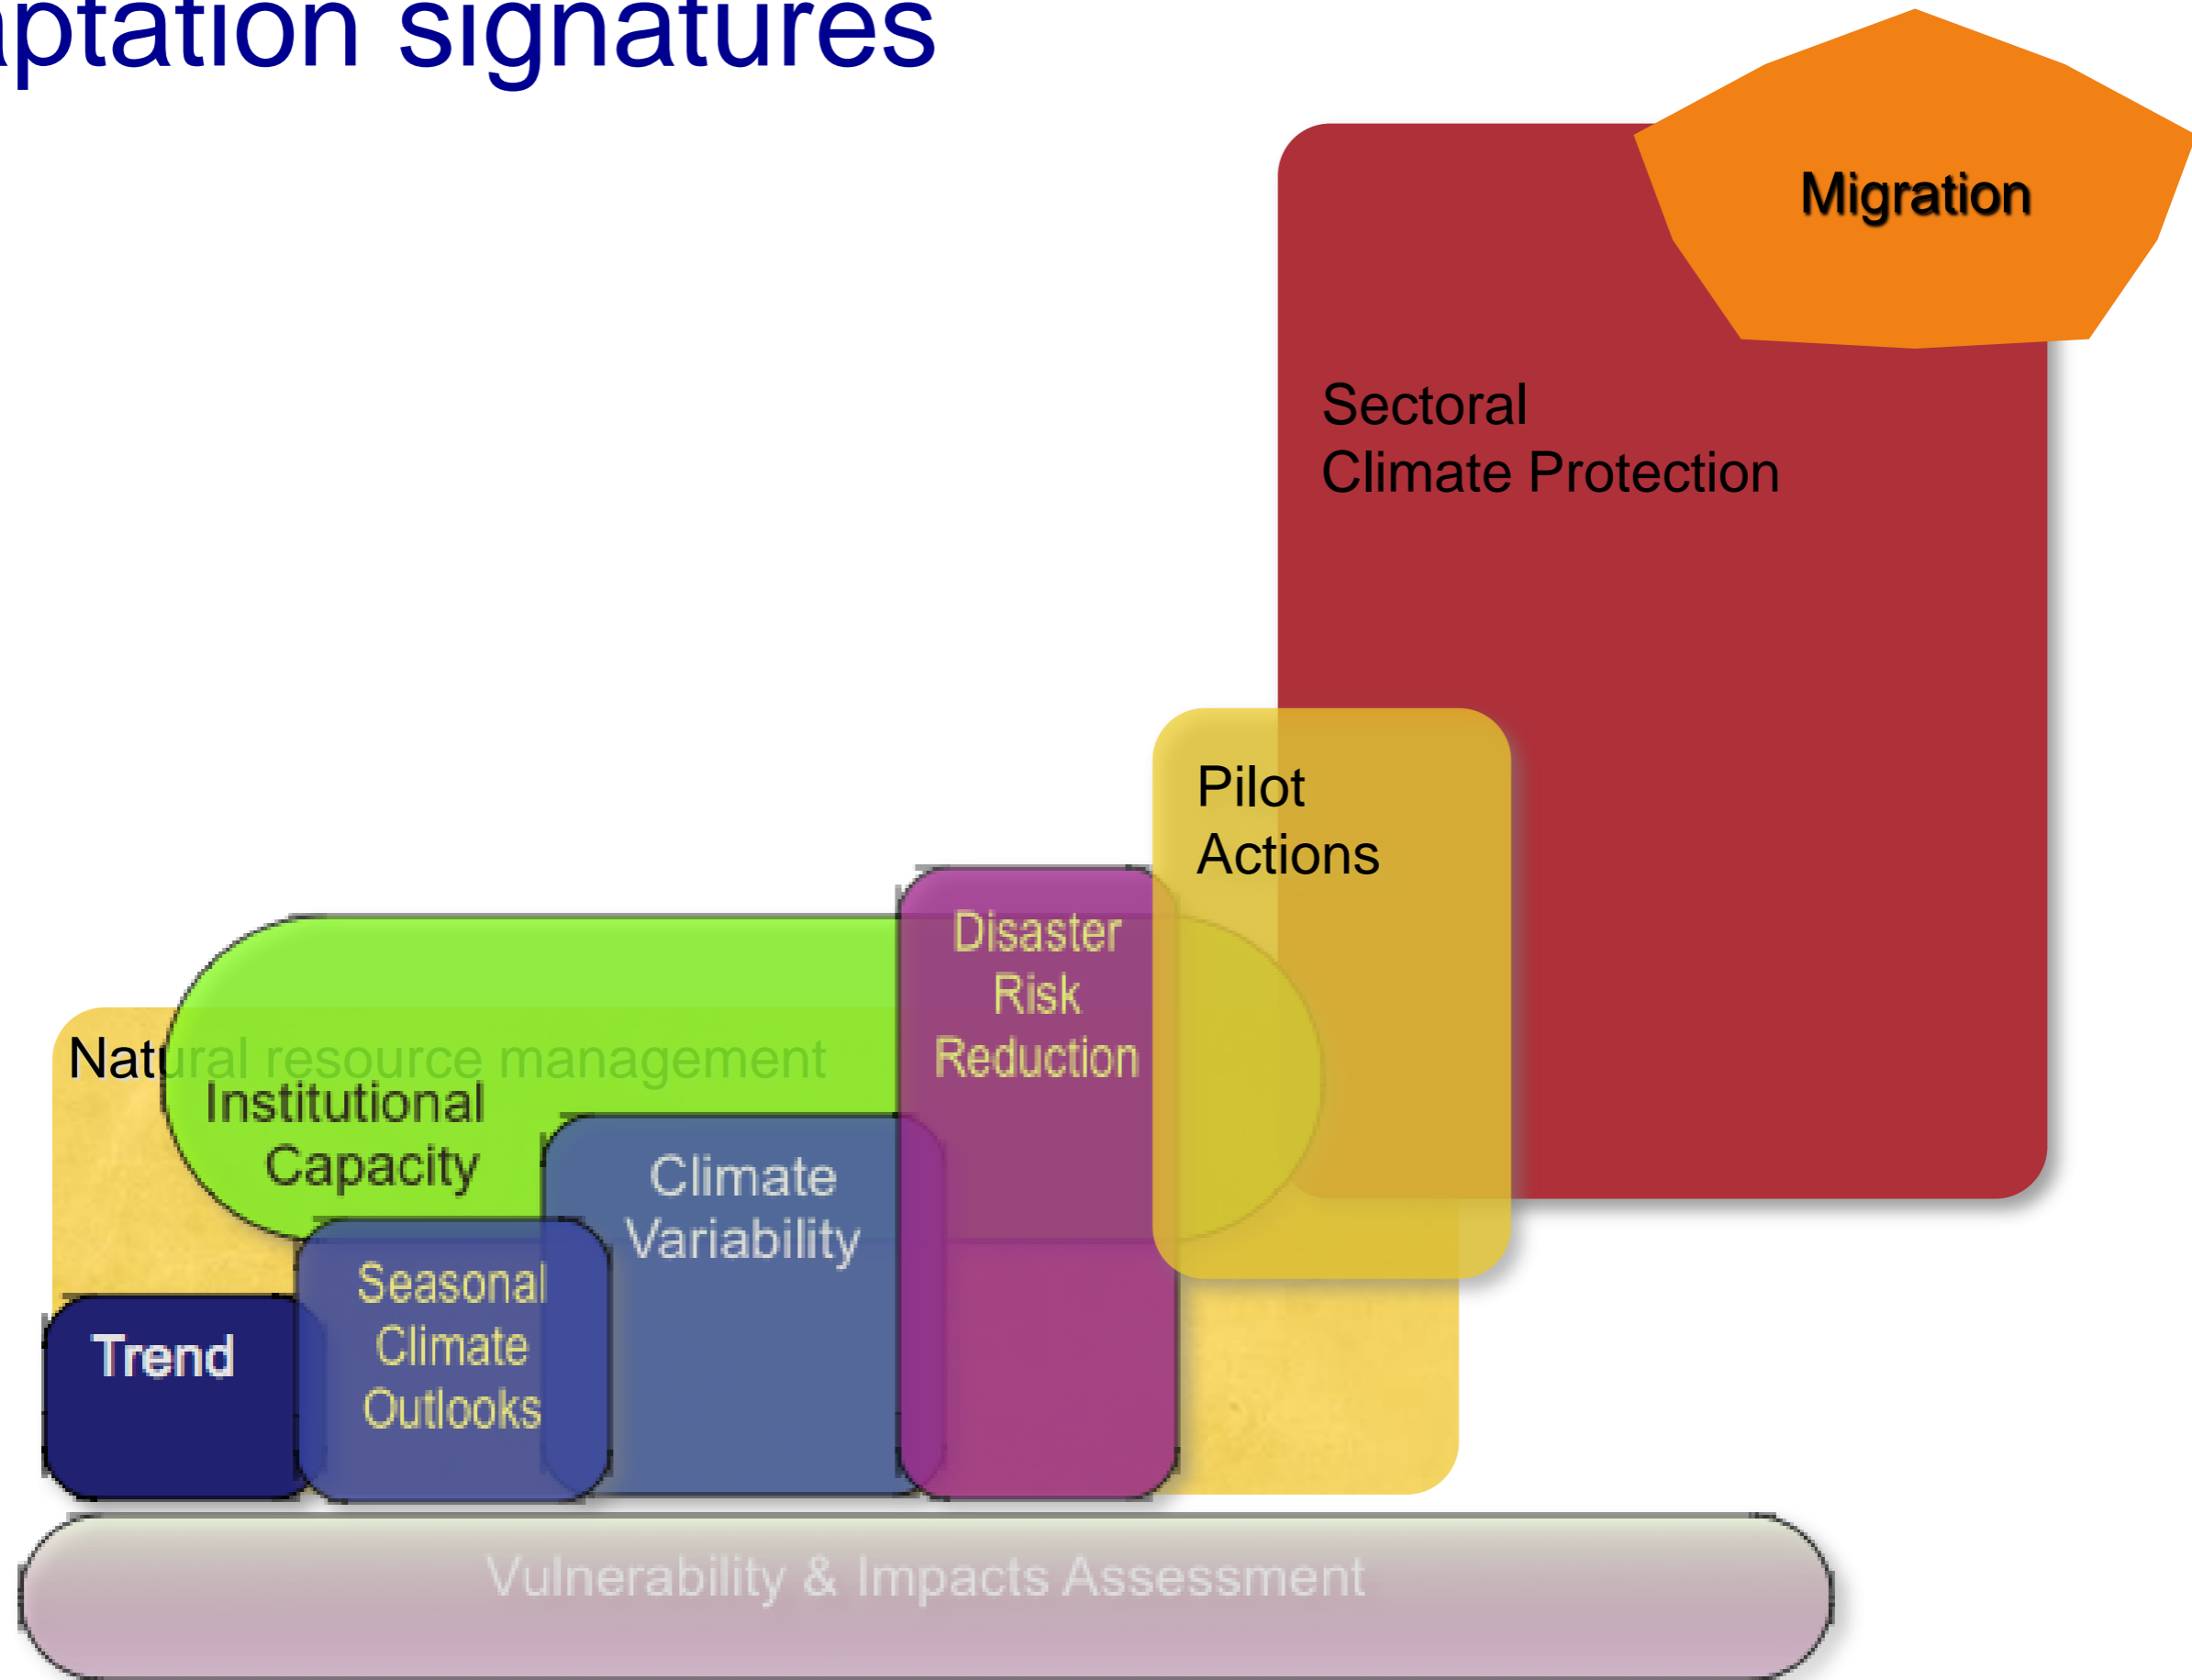 aptation signatures
Migration
Sectoral
Climate Protection
Pilot
Actions
Disaster
Risk
Reduction
Natural resource management
Institutional
Capacity
Climate
Variability
Seasonal
Climate
Outlooks
Trend
Vulnerability & Impacts Assessment